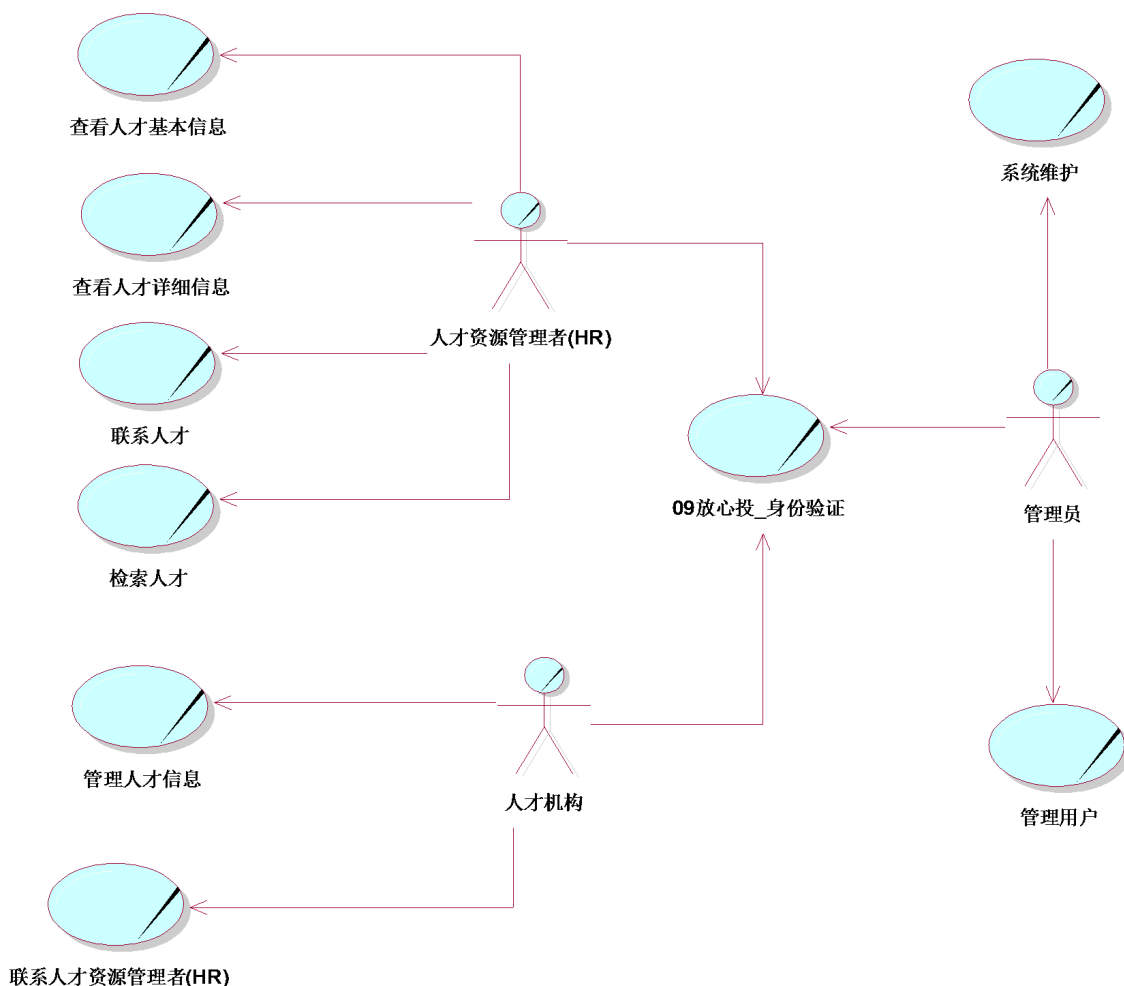 查看人才基本信息
系统维护
查看人才详细信息
人才资源管理者(HR)
联系人才
09放心投_身份验证
管理员
检索人才
管理人才信息
人才机构
管理用户
联系人才资源管理者(HR)